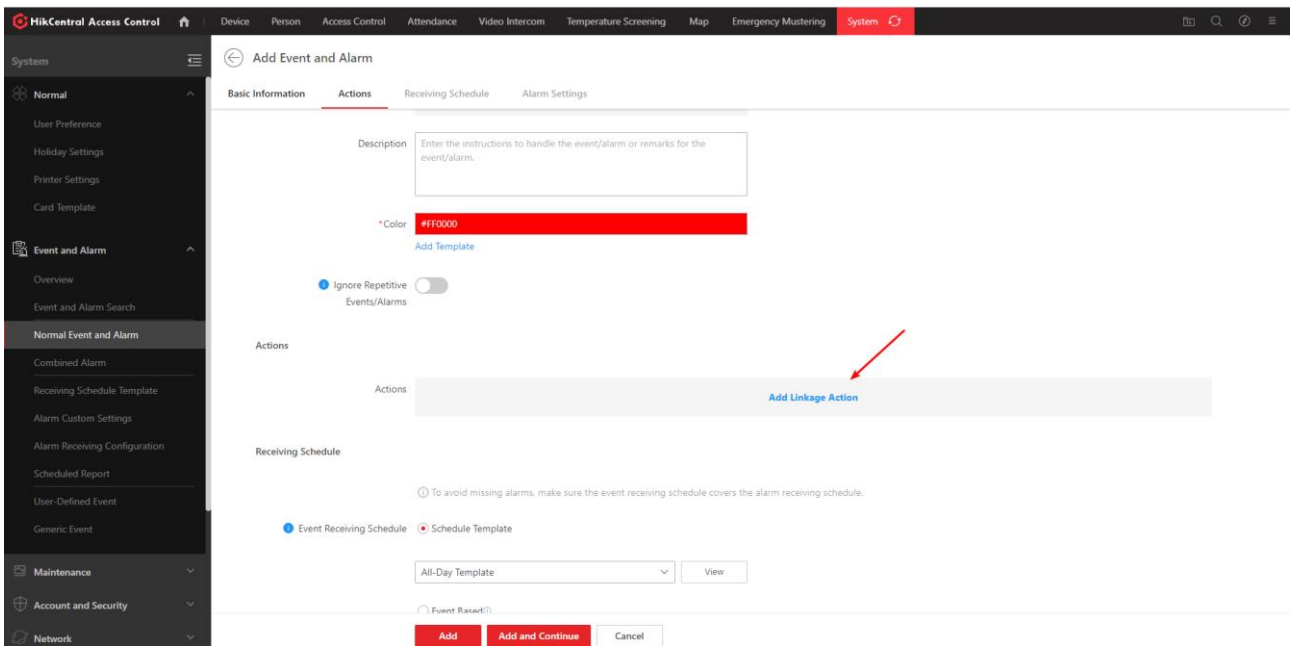 HikCentral Access Control
Device Person Access Control Attendance Video Intercom Temperature Screening Map Emergency Mustering System
System
Normal
User Preference
Holiday Settings
Printer Settings
Card Template
Event and Alarm
Overview
Event and Alarm Search
Normal Event and Alarm
Combined Alarm
Receiving Schedule Template
Alarm Custom Settings
Alarm Receiving Configuration
Scheduled Report
User-Defined Event
Generic Event
Maintenance
Account and Security
Network
Add Event and Alarm
Basic Information Actions Receiving Schedule Alarm Settings
Description
Enter the instructions to handle the event/alarm or remarks for the
event/alarm.
*Color #FF0000
Add Template
Ignore Repetitive
Events/Alarms
Actions
Actions
Add Linkage Action
Receiving Schedule
To avoid missing alarms, make sure the event receiving schedule covers the alarm receiving schedule.
Event Receiving Schedule Schedule Template
All-Day Template View
Event Based
Add Add and Continue Cancel